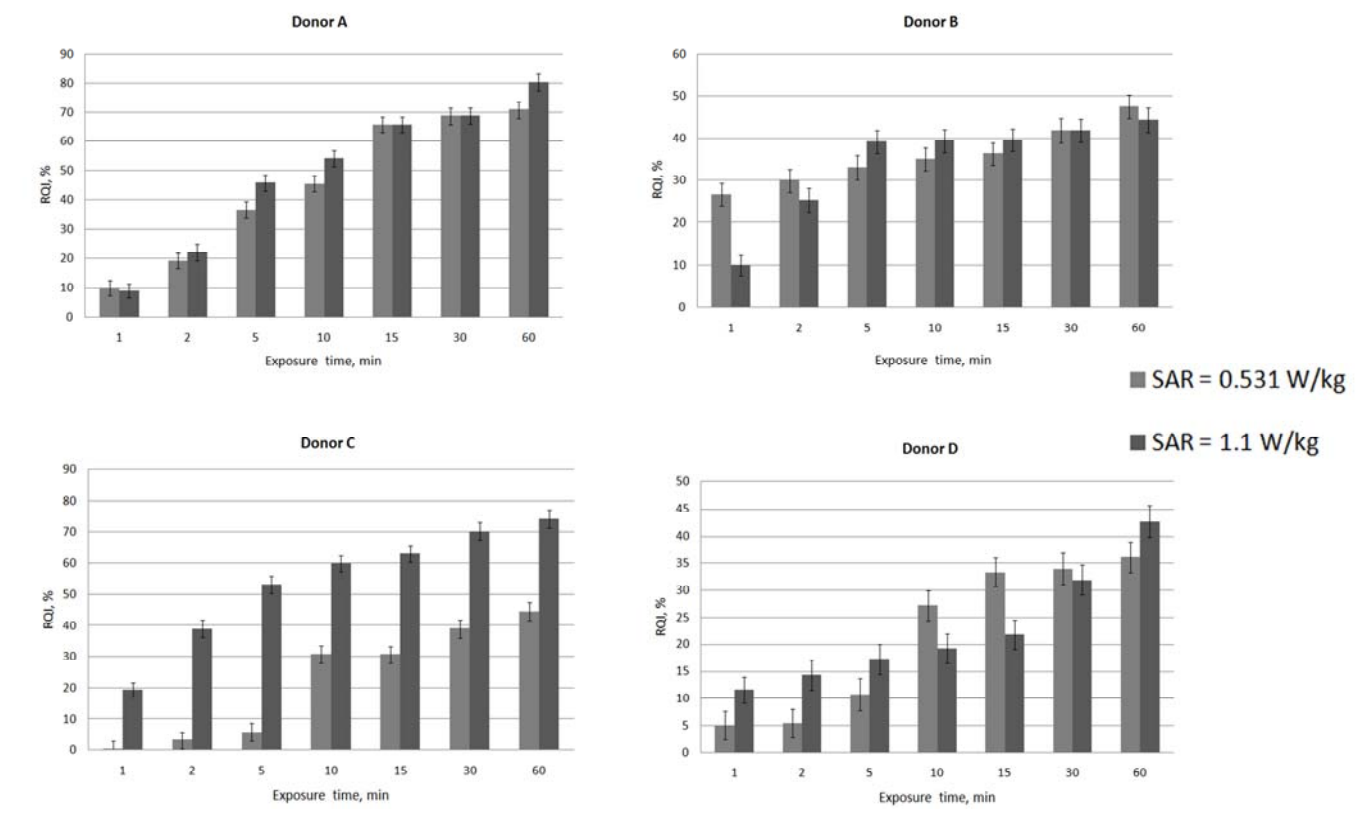 Donor A
90
80
70
60
50
40
30
20
10
0
RQJ, %
1 2 5 10 15 30 60
Exposure time, min
Donor B
60
50
40
30
20
10
0
RQJ, %
1 2 5 10 15 30 60
Exposure time, min
SAR = 0.531 W/kg
SAR = 1.1 W/kg
Donor C
90
80
70
60
50
40
30
20
10
0
RQJ, %
1 2 5 10 15 30 60
Exposure time, min
Donor D
50
45
40
35
30
25
20
15
10
5
0
RQJ, %
1 2 5 10 15 30 60
Exposure time, min